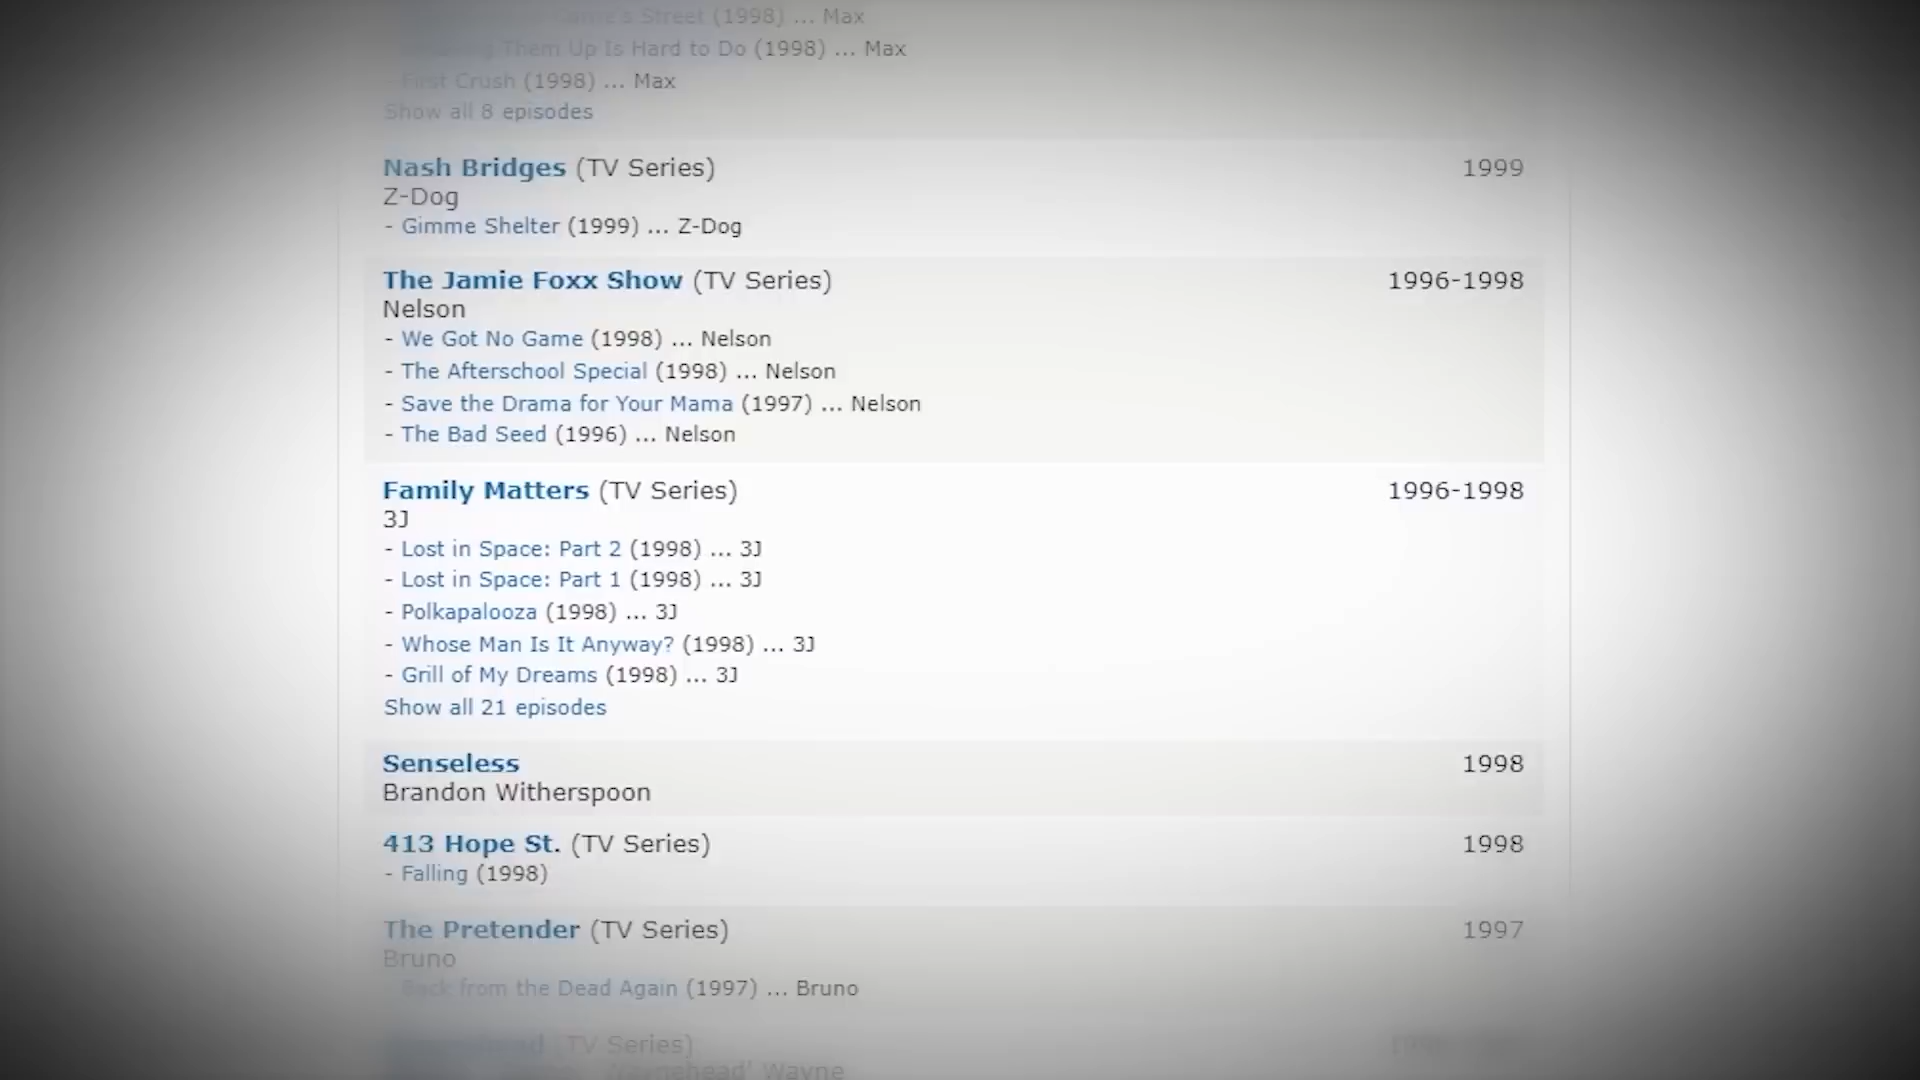 Street (1998) ... Max
Them Up Is Hard to Do (1998) ... Max
- First Crush (1998) ... Max
Show all 8 episodes
Nash Bridges (TV Series) 1999
Z-Dog
- Gimme Shelter (1999) ... Z-Dog
The Jamie Foxx Show (TV Series) 1996-1998
Nelson
- We Got No Game (1998) ... Nelson
- The Afterschool Special (1998) ... Nelson
- Save the Drama for Your Mama (1997) ... Nelson
- The Bad Seed (1996) ... Nelson
Family Matters (TV Series) 1996-1998
3J
- Lost in Space: Part 2 (1998) ... 3J
- Lost in Space: Part 1 (1998) ... 3J
- Polkapalooza (1998) ... 3J
- Whose Man Is It Anyway? (1998) ... 3J
- Grill of My Dreams (1998) ... 3J
Show all 21 episodes
Senseless 1998
Brandon Witherspoon
413 Hope St. (TV Series) 1998
- Falling (1998)
The Pretender (TV Series) 1997
Bruno
Back from the Dead Again (1997) ... Bruno
(TV Series)
Wayne